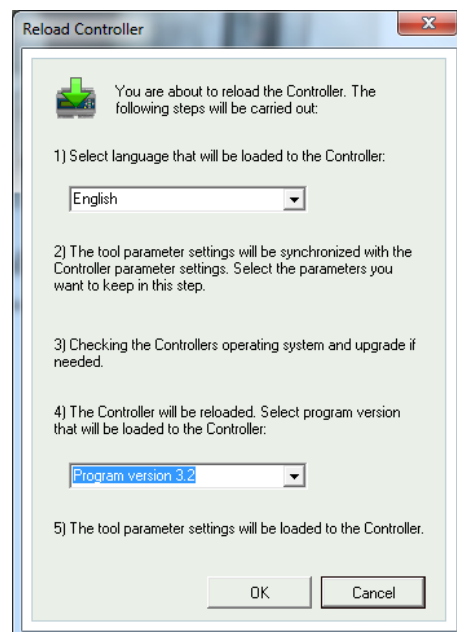 Reload Controller
You are about to reload the Controller. The
following steps will be carried out:
1) Select language that will be loaded to the Controller:
English
2) The tool parameter settings will be synchronized with the
Controller parameter settings. Select the parameters you
want to keep in this step.
3) Checking the Controllers operating system and upgrade if
needed.
4) The Controller will be reloaded. Select program version
that will be loaded to the Controller:
Program version 3.2
5) The tool parameter settings will be loaded to the Controller.
OK Cancel